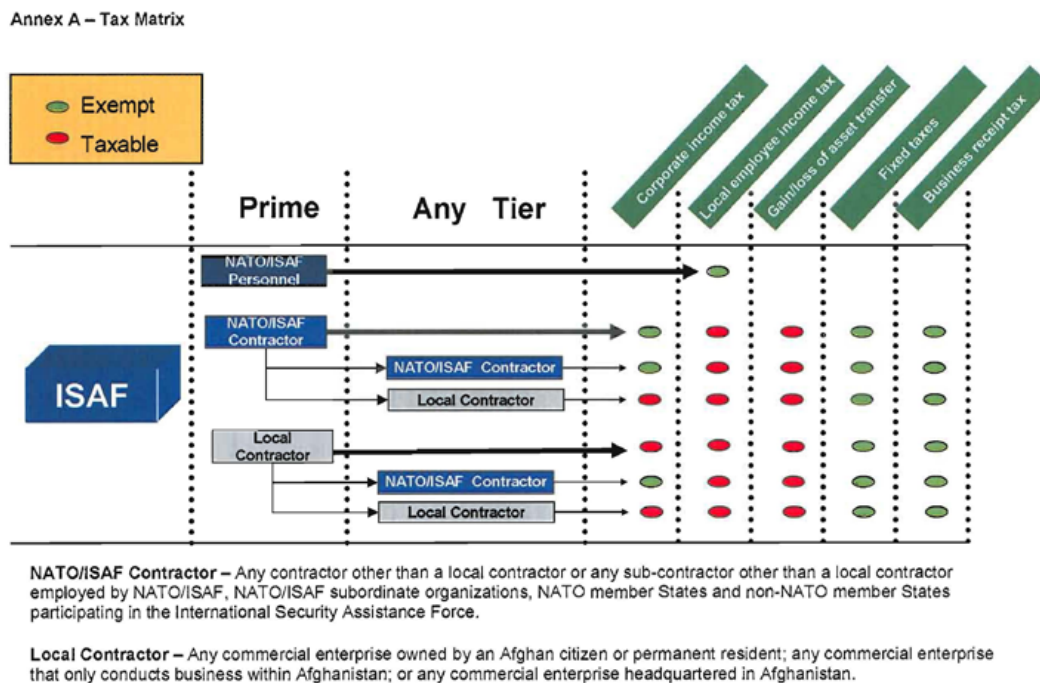 Annex A – Tax Matrix
Exempt
Taxable
Corporate income tax
Local employee income tax
Gain/loss of asset transfer
Fixed taxes
Business receipt tax
Prime
Any Tier
NATO/ISAF
Personnel
NATO/ISAF
Contractor
NATO/ISAF Contractor
Local Contractor
ISAF
Local
Contractor
NATO/ISAF Contractor
Local Contractor
NATO/ISAF Contractor – Any contractor other than a local contractor or any sub-contractor other than a local contractor
employed by NATO/ISAF, NATO/ISAF subordinate organizations, NATO member States and non-NATO member States
participating in the International Security Assistance Force.
Local Contractor – Any commercial enterprise owned by an Afghan citizen or permanent resident; any commercial enterprise
that only conducts business within Afghanistan; or any commercial enterprise headquartered in Afghanistan.